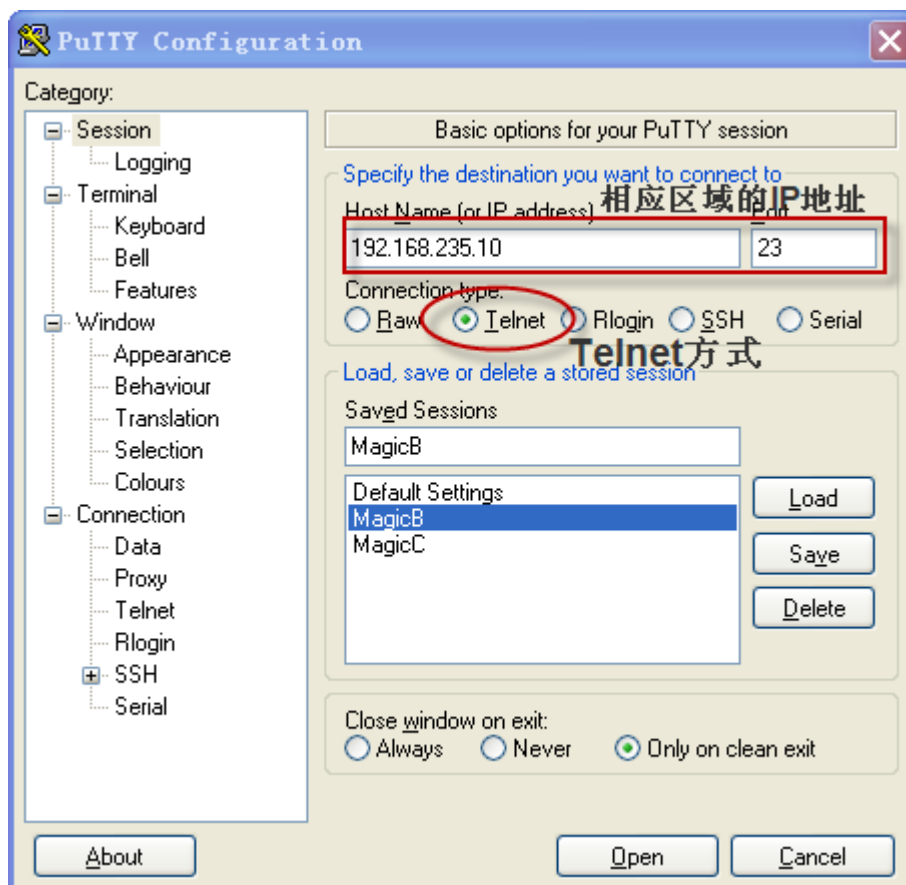 PuTTY Configuration
Category:
Session
Logging
Terminal
Keyboard
Bell
Features
Window
Appearance
Behaviour
Translation
Selection
Colours
Connection
Data
Proxy
Telnet
Rlogin
SSH
Serial
Basic options for your PuTTY session
Specify the destination you want to connect to
相应区域的IP地址
Host Name (or IP address) Port
192.168.235.10 23
Connection type:
Raw Telnet Rlogin SSH Serial
Telnet方式
Load, save or delete a stored session
Saved Sessions
MagicB
Default Settings
MagicB
MagicC
Load
Save
Delete
Close window on exit:
Always Never Only on clean exit
About Open Cancel